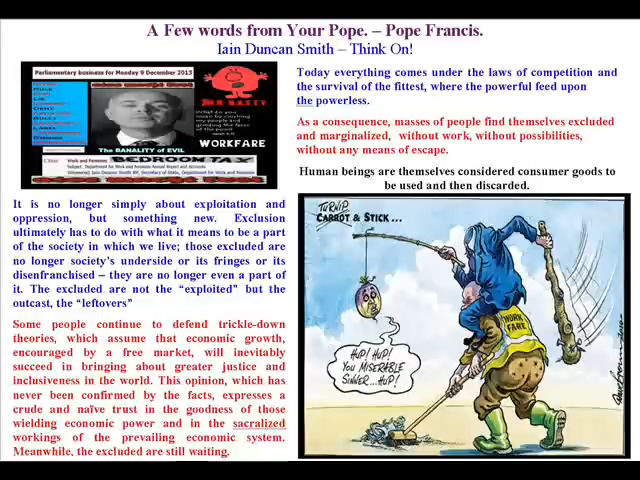 A Few words from Your Pope. – Pope Francis.
Iain Duncan Smith – Think On!
Parliamentary business for Monday 9 December 2013
MR NASTY
WORKFARE
The BANALITY of EVIL
BEDROOM TAX
Today everything comes under the laws of competition and
the survival of the fittest, where the powerful feed upon
the powerless.
As a consequence, masses of people find themselves excluded
and marginalized, without work, without possibilities,
without any means of escape.
Human beings are themselves considered consumer goods to
be used and then discarded.
It is no longer simply about exploitation and
oppression, but something new. Exclusion
ultimately has to do with what it means to be a part
of the society in which we live; those excluded are
no longer society’s underside or its fringes or its
disenfranchised – they are no longer even a part of
it. The excluded are not the “exploited” but the
outcast, the “leftovers”
Some people continue to defend trickle-down
theories, which assume that economic growth,
encouraged by a free market, will inevitably
succeed in bringing about greater justice and
inclusiveness in the world. This opinion, which has
never been confirmed by the facts, expresses a
crude and naïve trust in the goodness of those
wielding economic power and in the sacralized
workings of the prevailing economic system.
Meanwhile, the excluded are still waiting.
TURNIP
CARROT & STICK ...
WORK
FARE
HUP! HUP!
YOU MISERABLE
SINNER...HUP!